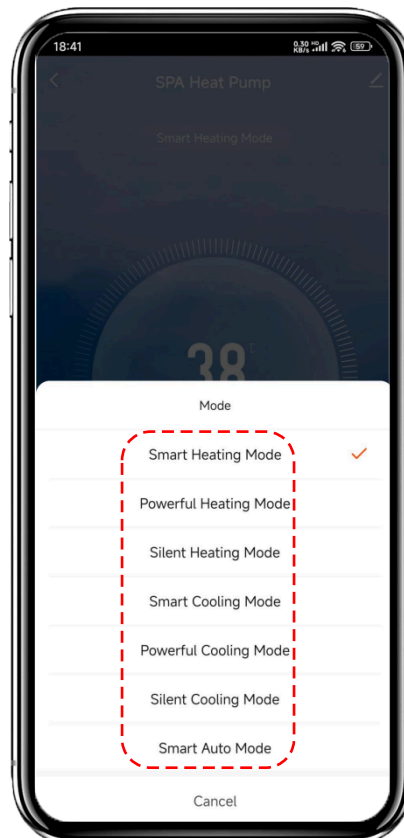 18:41
0.30 KB/s HD 59
SPA Heat Pump
Smart Heating Mode
38
Mode
Smart Heating Mode
Powerful Heating Mode
Silent Heating Mode
Smart Cooling Mode
Powerful Cooling Mode
Silent Cooling Mode
Smart Auto Mode
Cancel